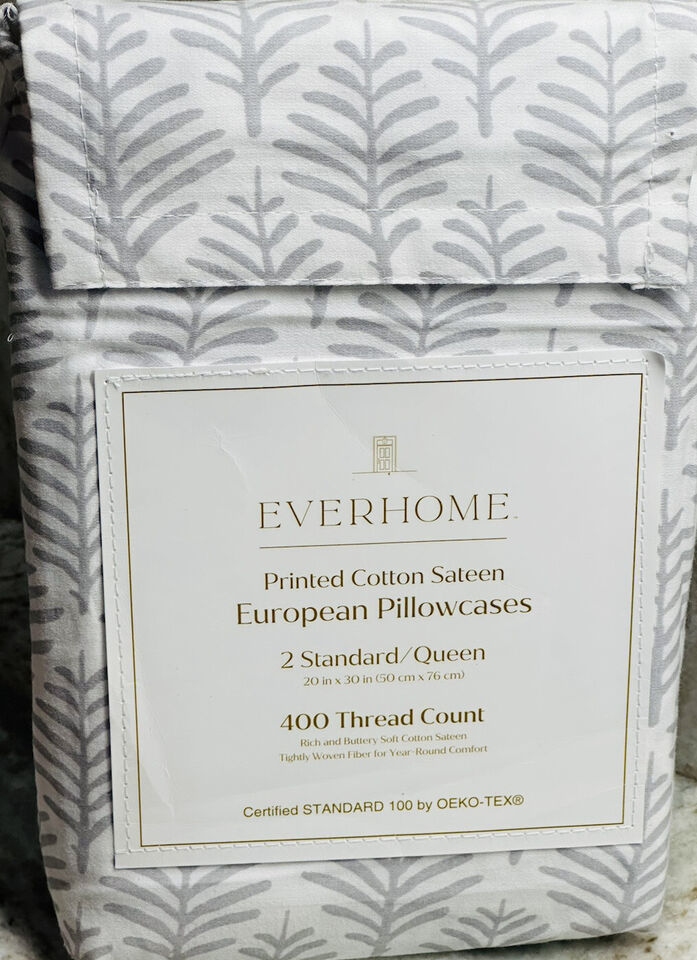 EVERHOME™
Printed Cotton Sateen
European Pillowcases
2 Standard/Queen
20 in x 30 in (50 cm x 76 cm)
400 Thread Count
Rich and Buttery Soft Cotton Sateen
Tightly Woven Fiber for Year-Round Comfort
Certified STANDARD 100 by OEKO-TEX®